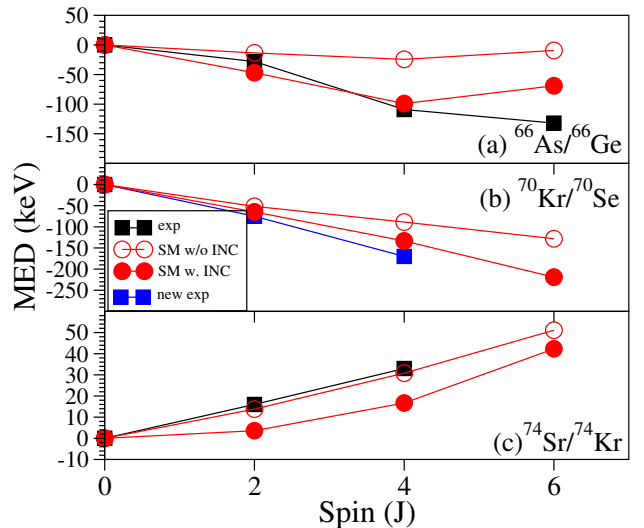 50
0
-50
-100
-150
(a) ⁶⁶As/⁶⁶Ge
0
-50
-100
-150
-200
-250
(b) ⁷⁰Kr/⁷⁰Se
exp
SM w/o INC
SM w. INC
new exp
MED (keV)
50
40
30
20
10
0
-10
(c) ⁷⁴Sr/⁷⁴Kr
0 2 4 6
Spin (J)